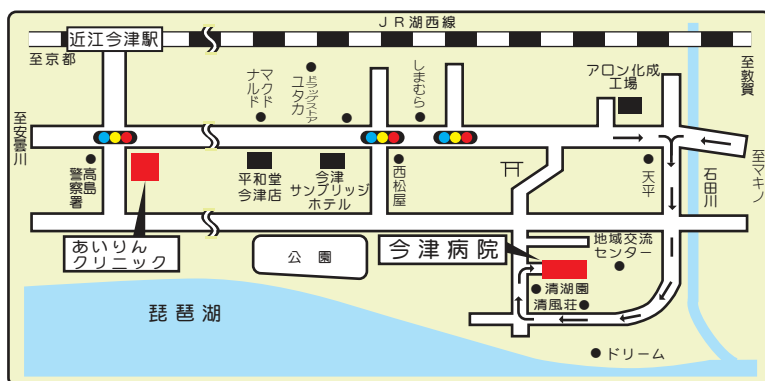 JR湖西線
近江今津駅
至京都
至敦賀
至安曇川
マクド
ナルド
ドラッグストア
ユタカ
しまむら
アロン化成
工場
至マキノ
高島
警察署
平和堂
今津店
今津
サンブリッジ
ホテル
西松屋
天平
石田川
あいりん
クリニック
公園
今津病院
地域交流
センター
清湖園
清風荘
琵琶湖
ドリーム